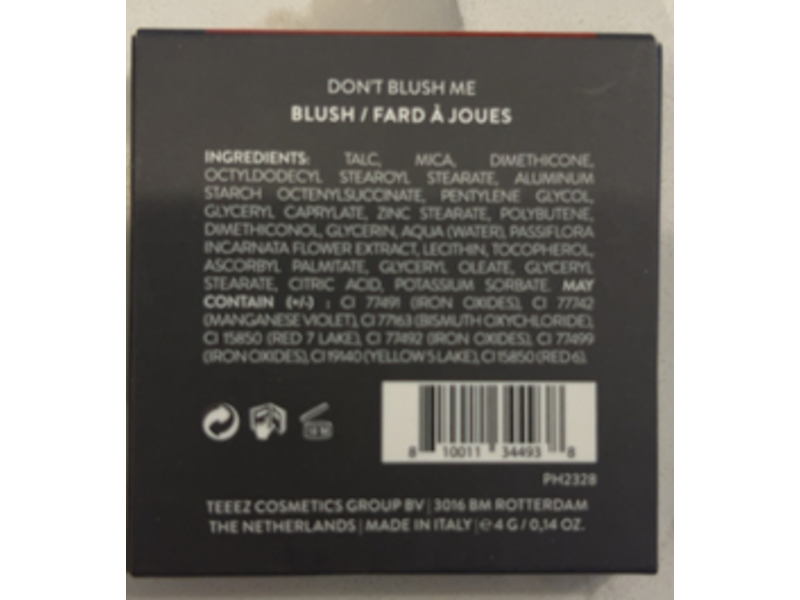 DON'T BLUSH ME
BLUSH / FARD À JOUES
INGREDIENTS: TALC, MICA, DIMETHICONE,
OCTYLDODECYL STEAROYL STEARATE, ALUMINUM
STARCH OCTENYLSUCCINATE, PENTYLENE GLYCOL,
GLYCERYL CAPRYLATE, ZINC STEARATE, POLYBUTENE,
DIMETHICONOL, GLYCERIN, AQUA (WATER), PASSIFLORA
INCARNATA FLOWER EXTRACT, LECITHIN, TOCOPHEROL,
ASCORBYL PALMITATE, GLYCERYL OLEATE, GLYCERYL
STEARATE, CITRIC ACID, POTASSIUM SORBATE. MAY
CONTAIN (+/-) : CI 77491 (IRON OXIDES), CI 77742
(MANGANESE VIOLET), CI 77163 (BISMUTH OXYCHLORIDE),
CI 15850 (RED 7 LAKE), CI 77492 (IRON OXIDES), CI 77499
(IRON OXIDES), CI 19140 (YELLOW 5 LAKE), CI 15850 (RED 6).
8 10011 34493 8
PH2328
TEEEZ COSMETICS GROUP BV | 3016 BM ROTTERDAM
THE NETHERLANDS | MADE IN ITALY | ℮ 4 G / 0,14 OZ.